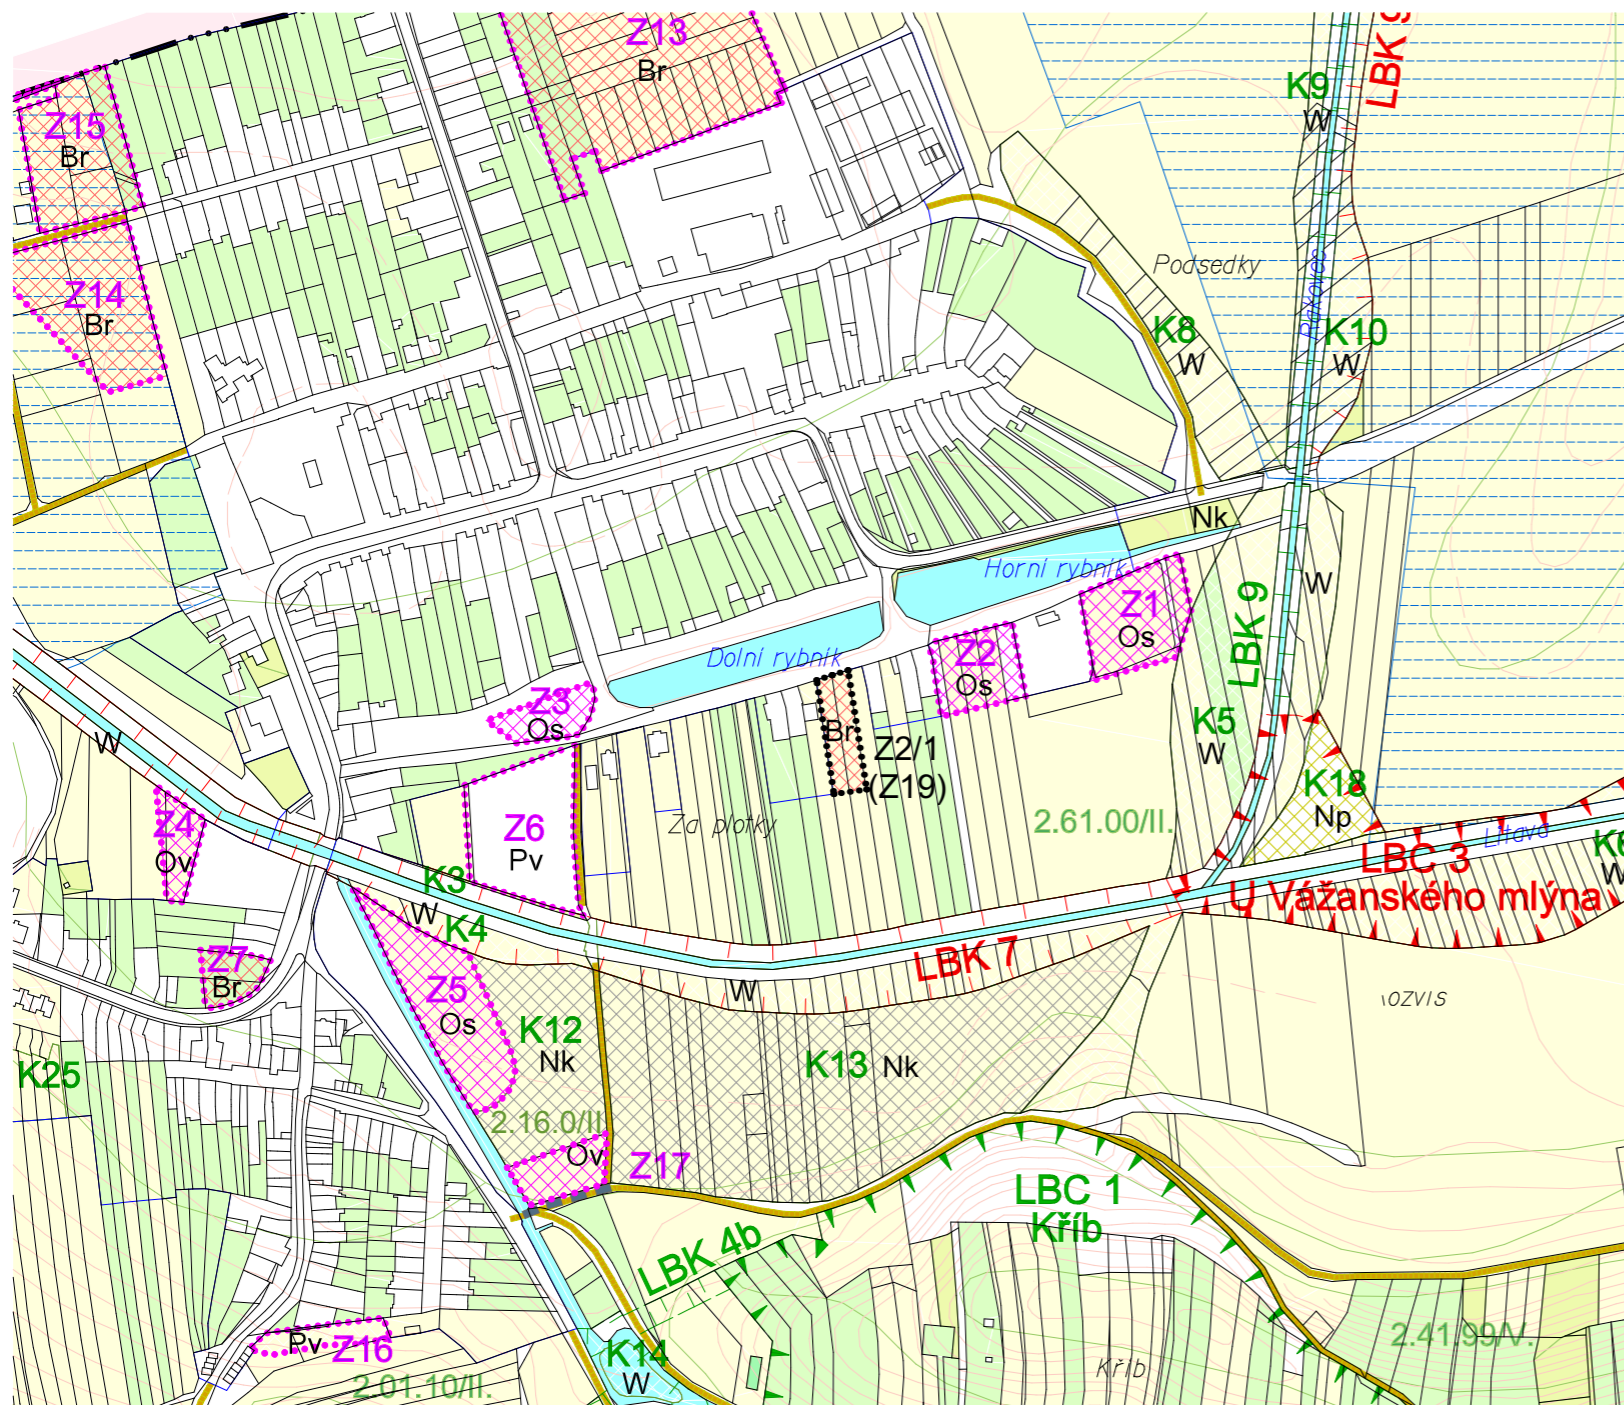 Z13
Br
LBK 9
K9
W
Z15
Br
Podsedky
Rakovec
Z14
Br
K8
W
K10
W
Nk
Horní rybník
Z1
Os
LBK 9
W
Dolní rybník
Z2
Os
Z3
Os
Br
Z2/1
(Z19)
K5
W
W
K18
Np
Z4
Ov
Z6
Pv
Za plotky
2.61.00/II.
Litava
LBC 3
U Vážanského mlýna
K6
W
K3
W
K4
LBK 7
Z7
Br
Z5
Os
W
K12
Nk
K13 Nk
K25
2.16.0/II
Ov
Z17
LBC 1
Kříb
LBK 4b
Pv
Z16
2.01.10/II.
K14
W
Kříb
2.41.99/V.